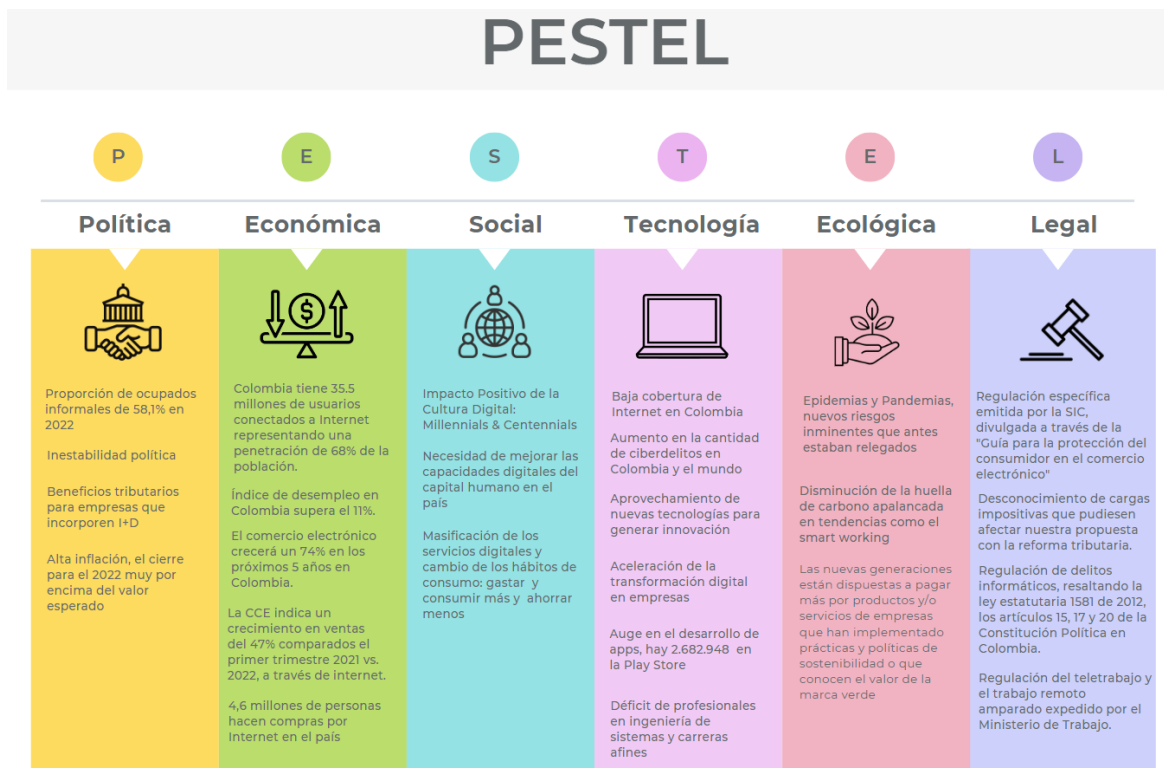 PESTEL
P
E
S
T
E
L
Política
Económica
Social
Tecnología
Ecológica
Legal
Proporción de ocupados
informales de 58,1% en
2022
Inestabilidad política
Beneficios tributarios
para empresas que
incorporen I+D
Alta inflación, el cierre
para el 2022 muy por
encima del valor
esperado
$
Colombia tiene 35.5
millones de usuarios
conectados a Internet
representando una
penetración de 68% de la
población.
Índice de desempleo en
Colombia supera el 11%.
El comercio electrónico
crecerá un 74% en los
próximos 5 años en
Colombia.
La CCE indica un
crecimiento en ventas
del 47% comparados el
primer trimestre 2021 vs.
2022, a través de internet.
4,6 millones de personas
hacen compras por
Internet en el país
Impacto Positivo de la
Cultura Digital:
Millennials & Centennials
Necesidad de mejorar las
capacidades digitales del
capital humano en el
país
Masificación de los
servicios digitales y
cambio de los hábitos de
consumo: gastar y
consumir más y ahorrar
menos
Baja cobertura de
Internet en Colombia
Aumento en la cantidad
de ciberdelitos en
Colombia y el mundo
Aprovechamiento de
nuevas tecnologías para
generar innovación
Aceleración de la
transformación digital
en empresas
Auge en el desarrollo de
apps, hay 2.682.948 en
la Play Store
Déficit de profesionales
en ingeniería de
sistemas y carreras
afines
Epidemias y Pandemias,
nuevos riesgos
inminentes que antes
estaban relegados
Disminución de la huella
de carbono apalancada
en tendencias como el
smart working
Las nuevas generaciones
están dispuestas a pagar
más por productos y/o
servicios de empresas
que han implementado
prácticas y políticas de
sostenibilidad o que
conocen el valor de la
marca verde
Regulación específica
emitida por la SIC,
divulgada a través de la
"Guía para la protección del
consumidor en el comercio
electrónico"
Desconocimiento de cargas
impositivas que pudiesen
afectar nuestra propuesta
con la reforma tributaria.
Regulación de delitos
informáticos, resaltando la
ley estatutaria 1581 de 2012,
los artículos 15, 17 y 20 de la
Constitución Política en
Colombia.
Regulación del teletrabajo y
el trabajo remoto
amparado expedido por el
Ministerio de Trabajo.